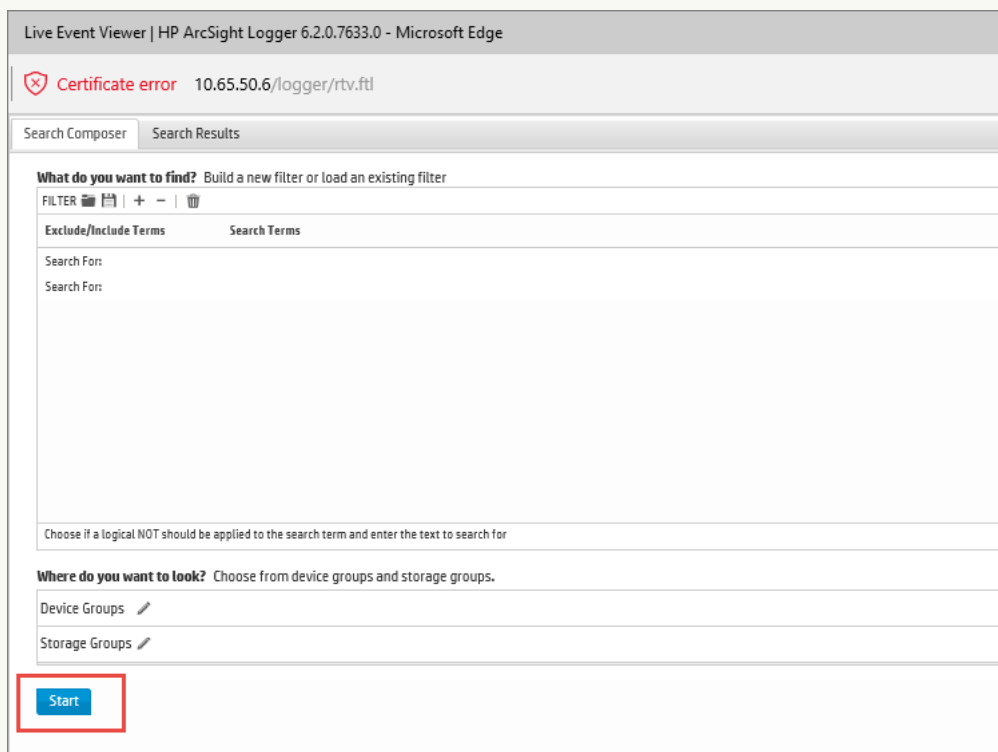 Live Event Viewer | HP ArcSight Logger 6.2.0.7633.0 - Microsoft Edge
Certificate error 10.65.50.6/logger/rtv.ftl
Search Composer Search Results
What do you want to find? Build a new filter or load an existing filter
FILTER
Exclude/Include Terms Search Terms
Search For:
Search For:
Choose if a logical NOT should be applied to the search term and enter the text to search for
Where do you want to look? Choose from device groups and storage groups.
Device Groups
Storage Groups
Start